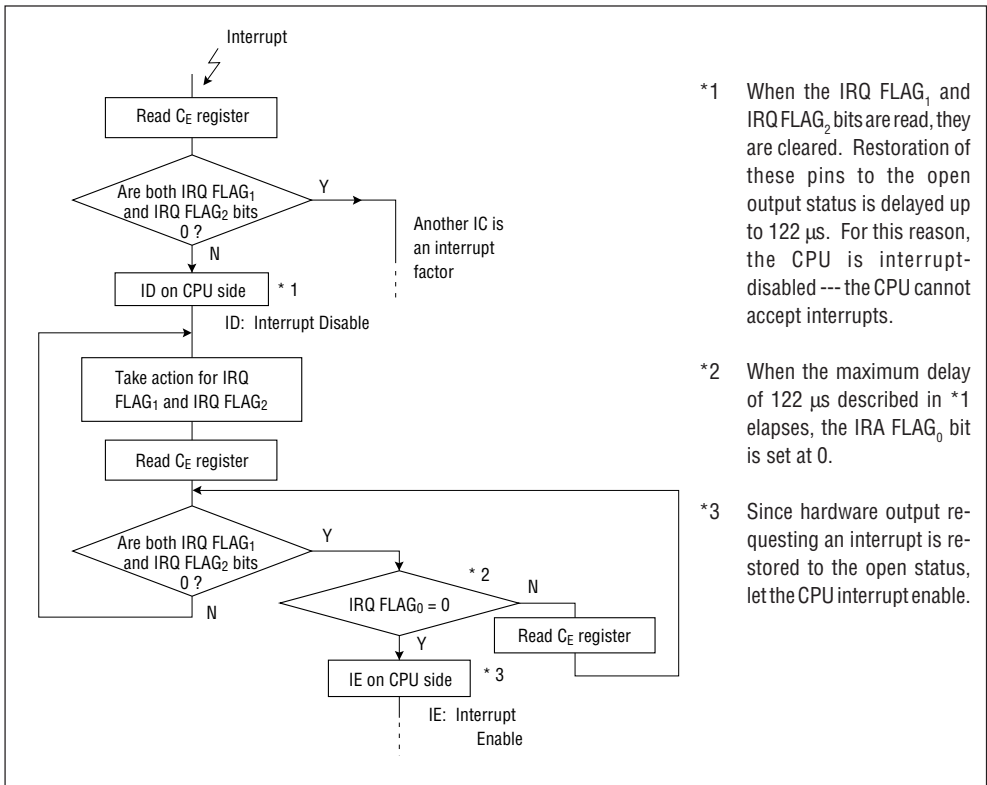 Interrupt
Read CE register
Are both IRQ FLAG1
and IRQ FLAG2 bits
0 ?
Y
N
Another IC is
an interrupt
factor
ID on CPU side
* 1
ID: Interrupt Disable
Take action for IRQ
FLAG1 and IRQ FLAG2
Read CE register
Are both IRQ FLAG1
and IRQ FLAG2 bits
0 ?
Y
N
* 2
IRQ FLAG0 = 0
N
Y
Read CE register
IE on CPU side
* 3
IE: Interrupt
Enable
*1 When the IRQ FLAG1 and
IRQ FLAG2 bits are read, they
are cleared. Restoration of
these pins to the open
output status is delayed up
to 122 µs. For this reason,
the CPU is interrupt-
disabled --- the CPU cannot
accept interrupts.
*2 When the maximum delay
of 122 µs described in *1
elapses, the IRA FLAG0 bit
is set at 0.
*3 Since hardware output re-
questing an interrupt is re-
stored to the open status,
let the CPU interrupt enable.